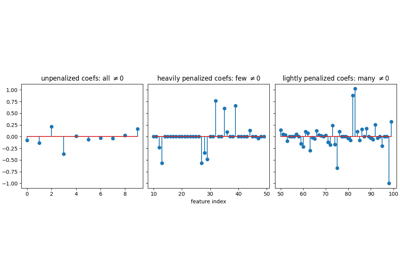 unpenalized coefs: all ≠0
heavily penalized coefs: few ≠0
lightly penalized coefs: many ≠0
1.00
0.75
0.50
0.25
0.00
−0.25
−0.50
−0.75
−1.00
0 2 4 6 8
10 20 30 40 50
50 60 70 80 90 100
feature index